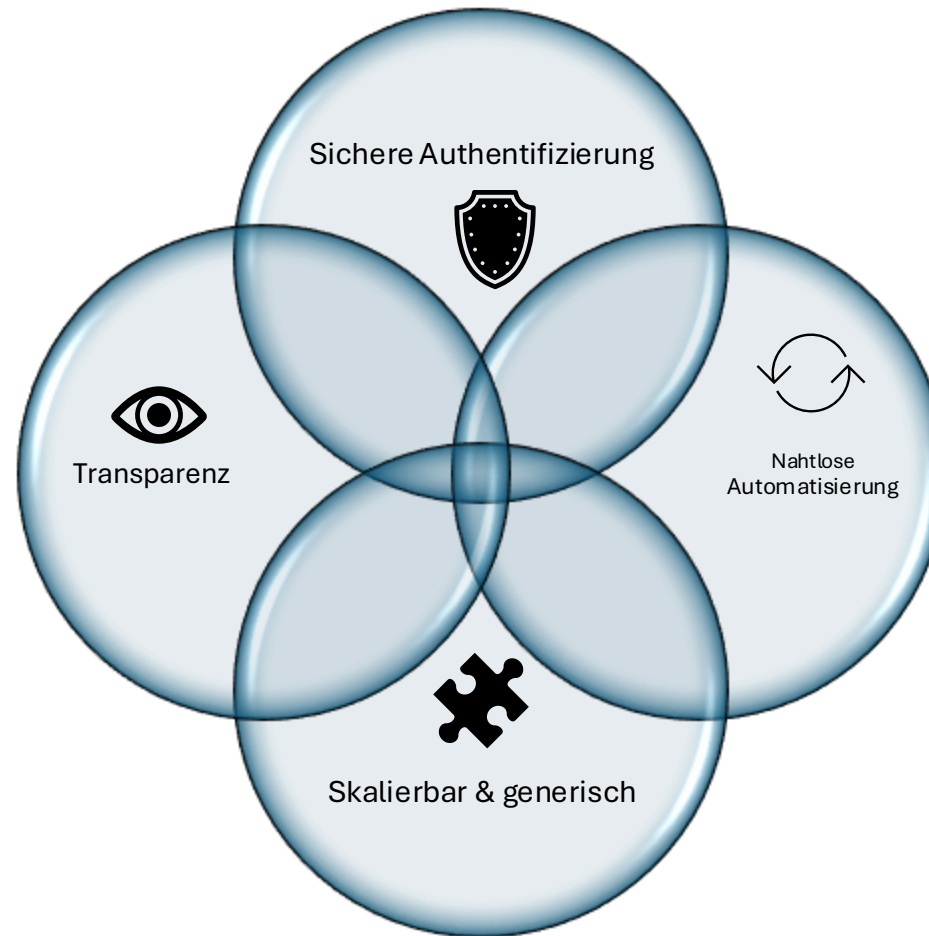 Sichere Authentifizierung
Transparenz
Nahtlose
Automatisierung
Skalierbar & generisch